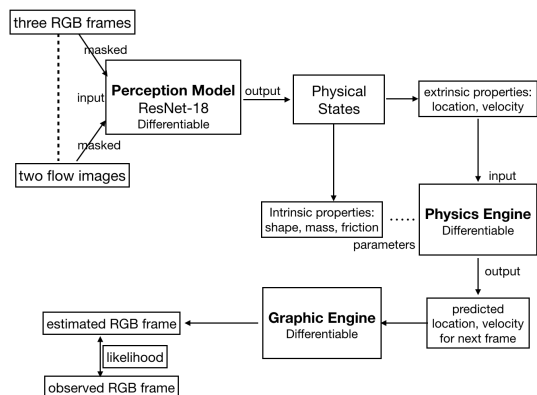 three RGB frames
masked
input
masked
two flow images
Perception Model
ResNet-18
Differentiable
output
Physical
States
extrinsic properties:
location, velocity
input
Intrinsic properties:
shape, mass, friction
parameters
Physics Engine
Differentiable
output
predicted
location, velocity
for next frame
Graphic Engine
Differentiable
estimated RGB frame
likelihood
observed RGB frame